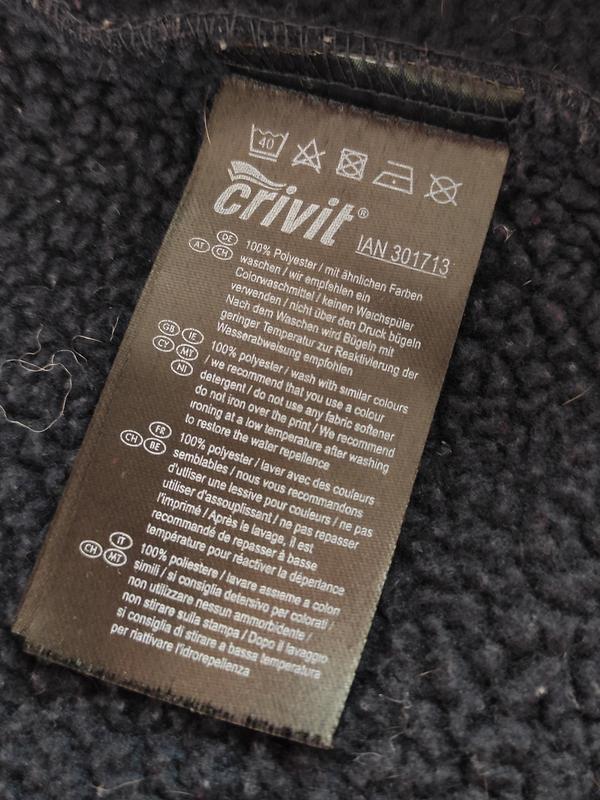 40
crivit®
IAN 301713
DE AT CH
100% Polyester / mit ähnlichen Farben
waschen / wir empfehlen ein
Colorwaschmittel / keinen Weichspüler
verwenden / nicht über den Druck bügeln
Nach dem Waschen wird Bügeln mit
geringer Temperatur zur Reaktivierung der
Wasserabweisung empfohlen
GB IE CY MT NI
100% polyester / wash with similar colours
/ we recommend that you use a colour
detergent / do not use any fabric softener
do not iron over the print / We recommend
ironing at a low temperature after washing
to restore the water repellence
FR CH BE
100% polyester / laver avec des couleurs
semblables / nous vous recommandons
d'utiliser une lessive pour couleurs / ne pas
utiliser d'assouplissant / ne pas repasser
l'imprimé / Après le lavage, il est
recommandé de repasser à basse
température pour réactiver la déperlance
IT CH MT
100% poliestere / lavare assieme a colori
simili / si consiglia detersivo per colorati /
non utilizzare nessun ammorbidente /
non stirare sulla stampa / Dopo il lavaggio
si consiglia di stirare a bassa temperatura
per riattivare l'idrorepellenza